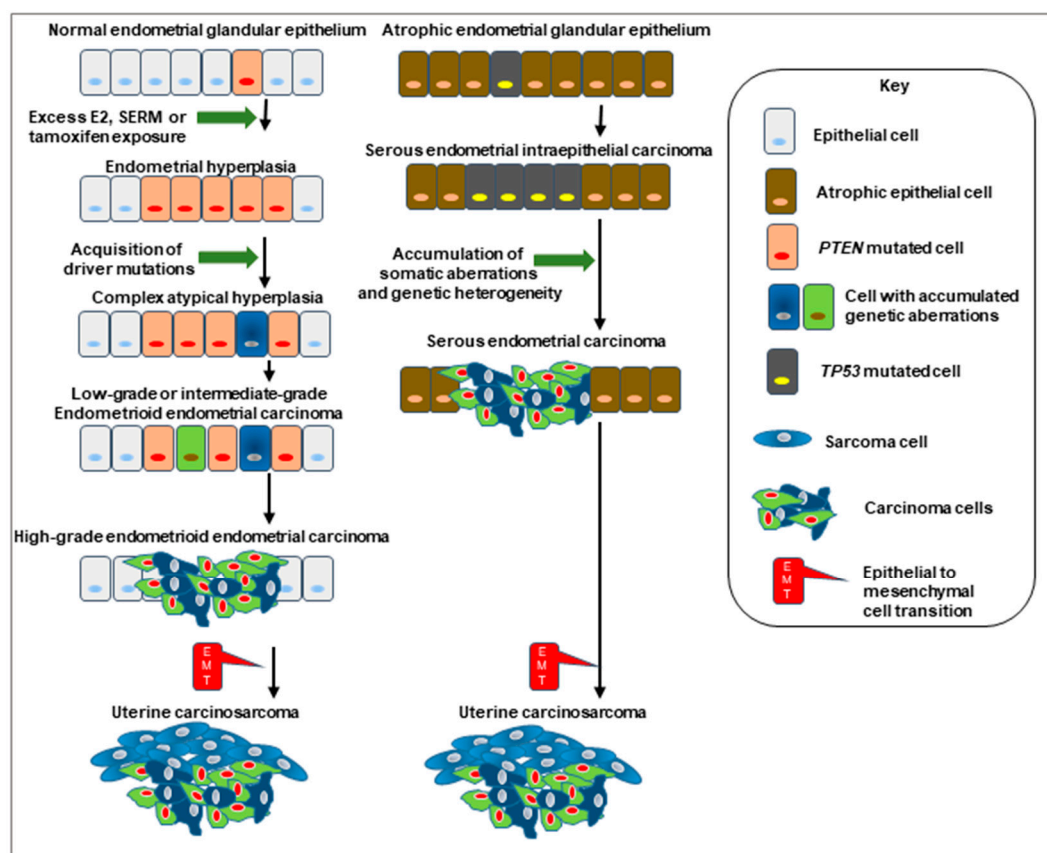 Normal endometrial glandular epithelium
Excess E2, SERM or
tamoxifen exposure
Endometrial hyperplasia
Acquisition of
driver mutations
Complex atypical hyperplasia
Low-grade or intermediate-grade
Endometrioid endometrial carcinoma
High-grade endometrioid endometrial carcinoma
E
M
T
Uterine carcinosarcoma
Atrophic endometrial glandular epithelium
Serous endometrial intraepithelial carcinoma
Accumulation of
somatic aberrations
and genetic heterogeneity
Serous endometrial carcinoma
E
M
T
Uterine carcinosarcoma
Key
Epithelial cell
Atrophic epithelial cell
PTEN mutated cell
Cell with accumulated
genetic aberrations
TP53 mutated cell
Sarcoma cell
Carcinoma cells
E
M
T
Epithelial to
mesenchymal
cell transition